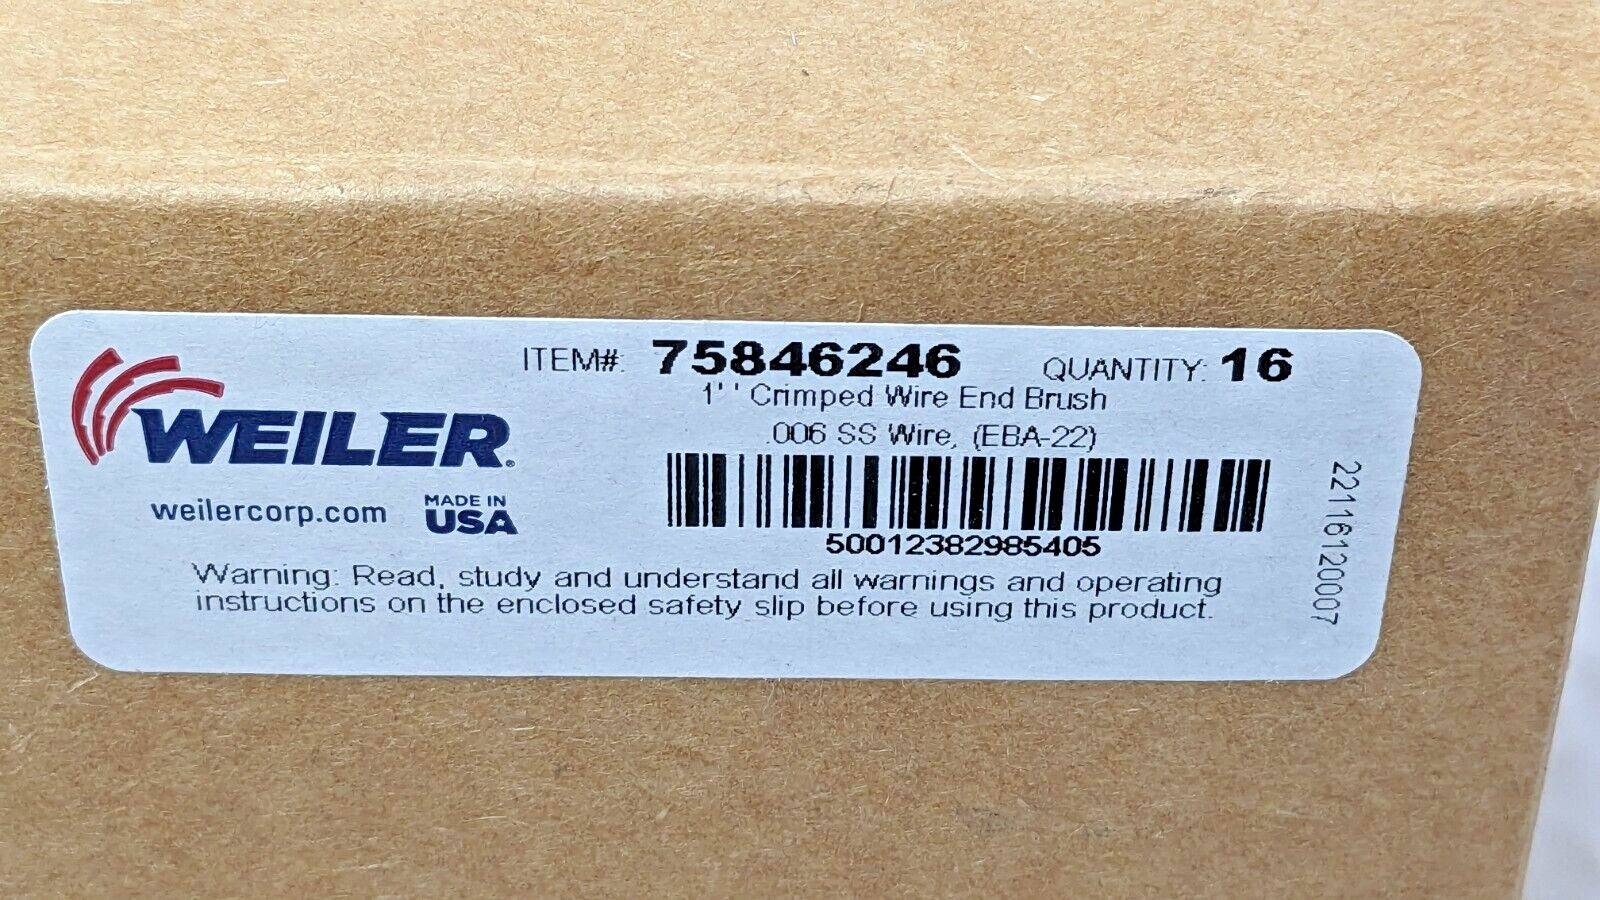 ITEM#: 75846246 QUANTITY: 16
1'' Crimped Wire End Brush
.006 SS Wire, (EBA-22)
WEILER®
weilercorp.com
MADE IN
USA
50012382985405
Warning: Read, study and understand all warnings and operating
instructions on the enclosed safety slip before using this product.
22116120007